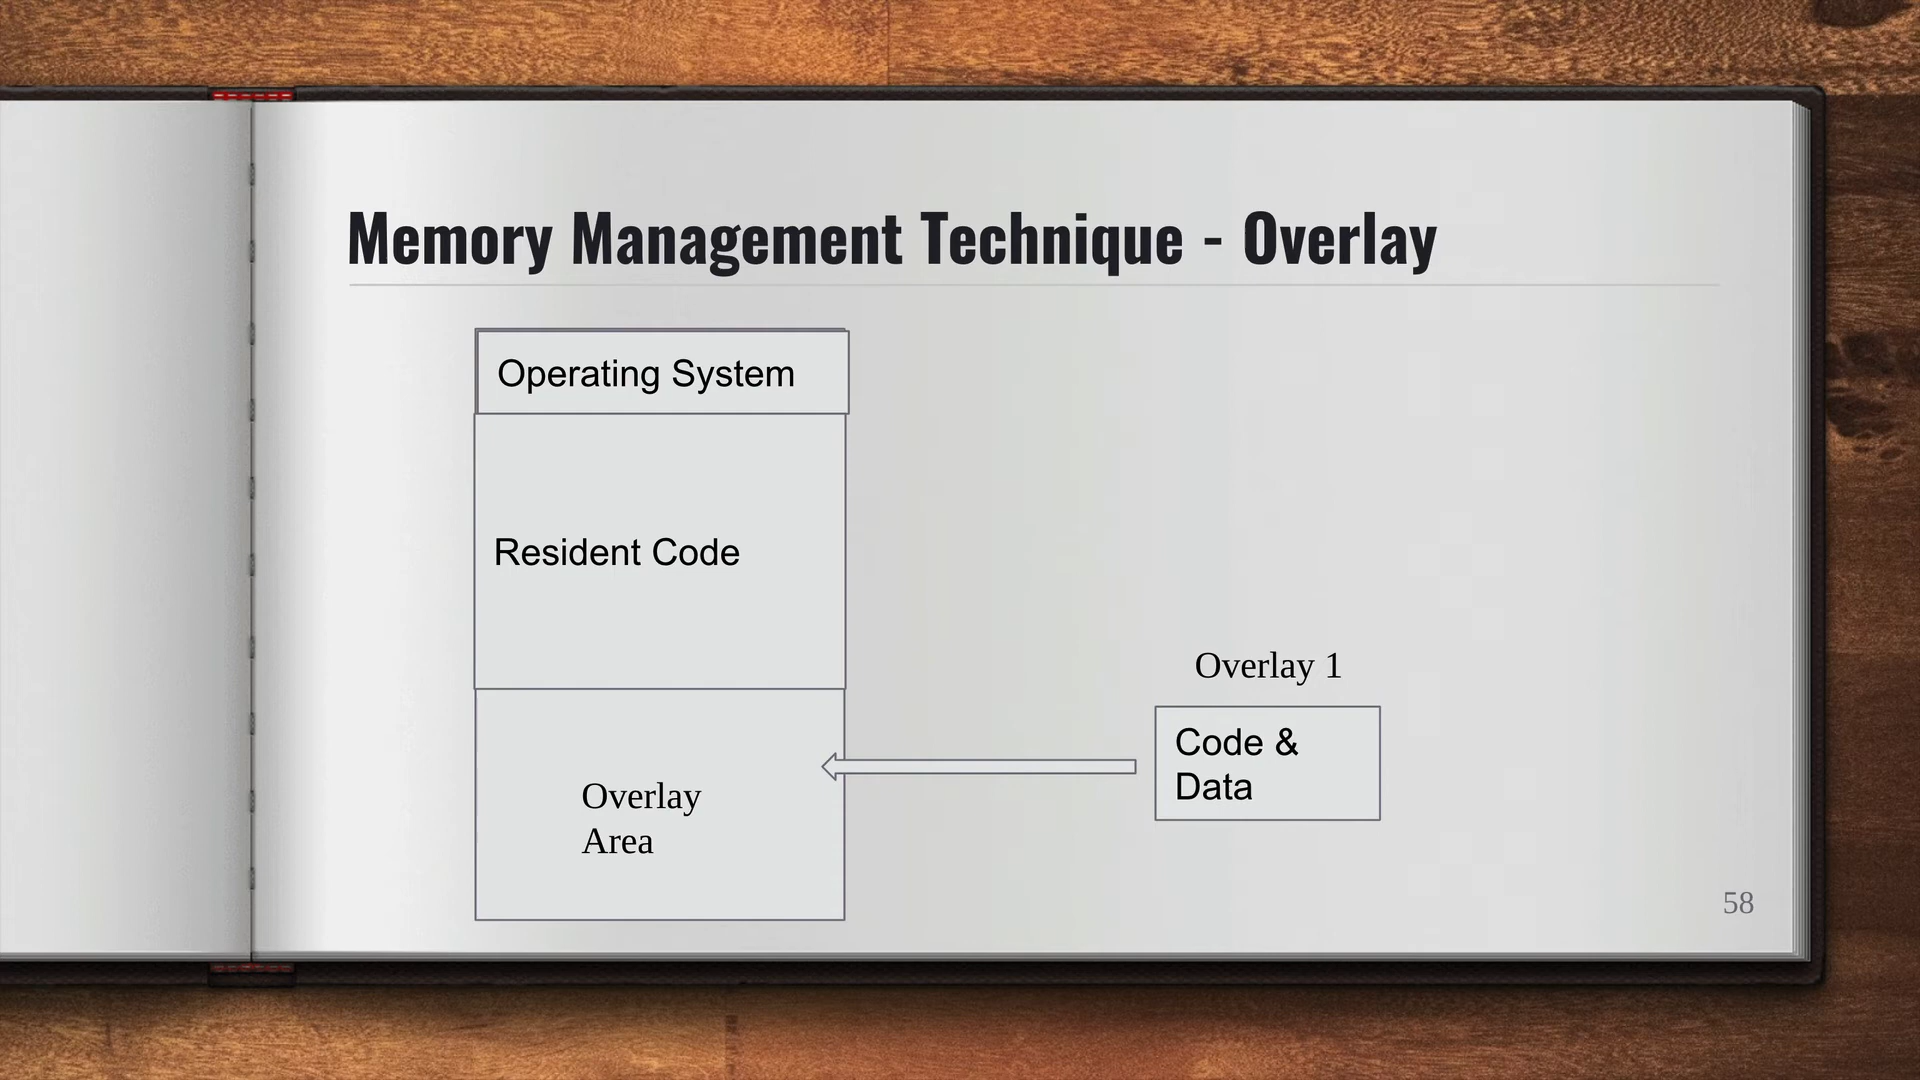 Memory Management Technique - Overlay
Operating System
Resident Code
Overlay 1
Code &
Data
Overlay
Area
58